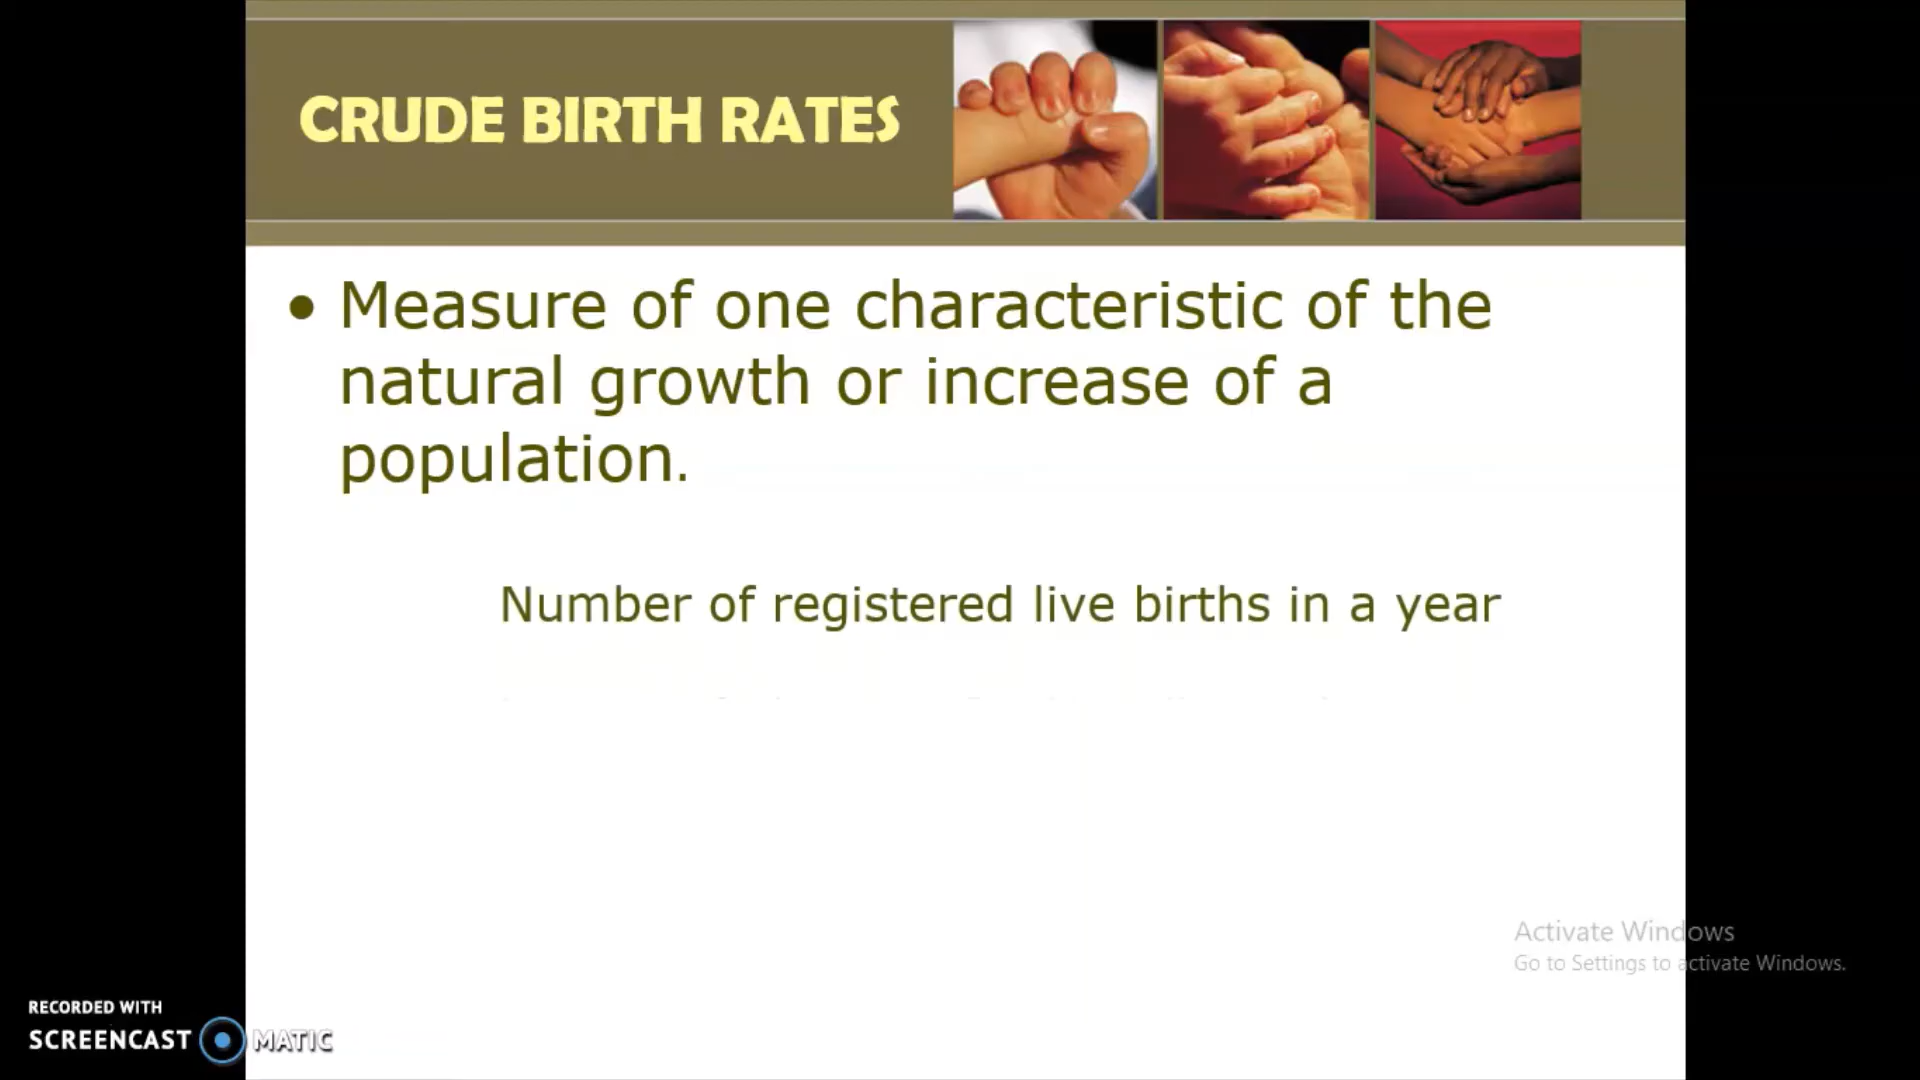 CRUDE BIRTH RATES
• Measure of one characteristic of the
natural growth or increase of a
population.
Number of registered live births in a year
Activate Windows
Go to Settings to activate Windows.
RECORDED WITH
SCREENCAST MATIC